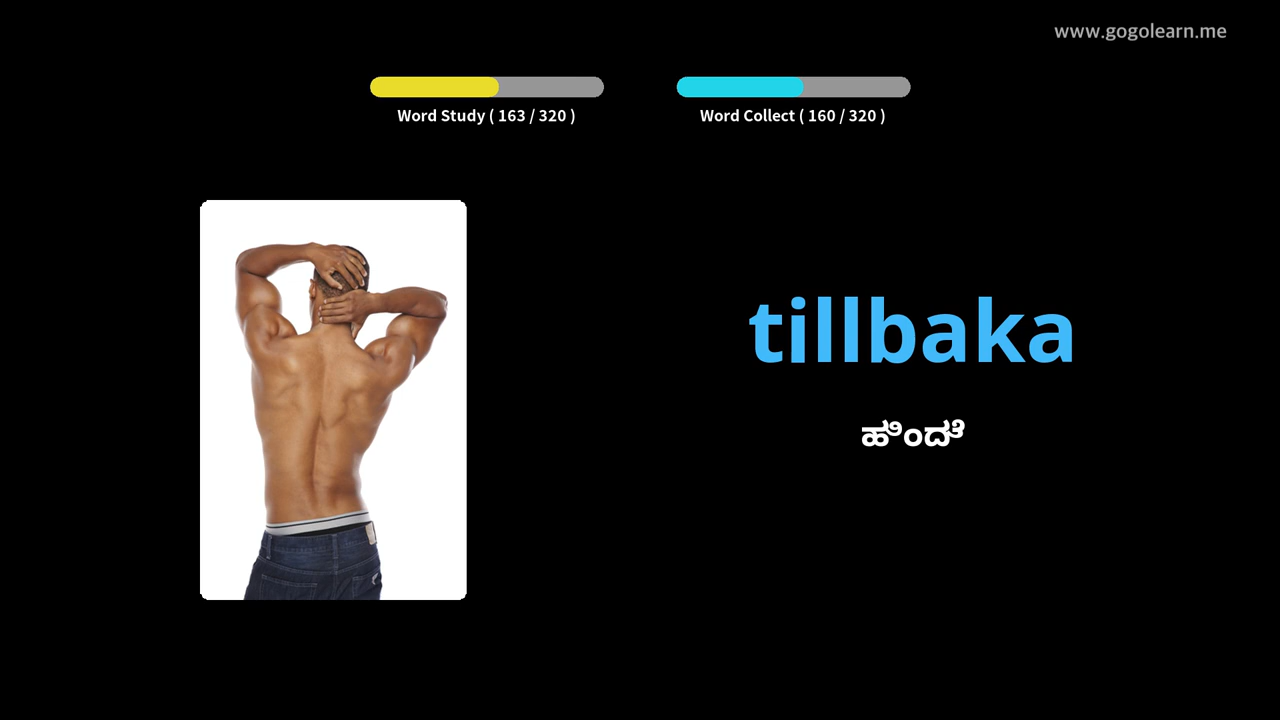 www.gogolearn.me
Word Study ( 163 / 320 )
Word Collect ( 160 / 320 )
tillbaka
ಹಿಂದೆ